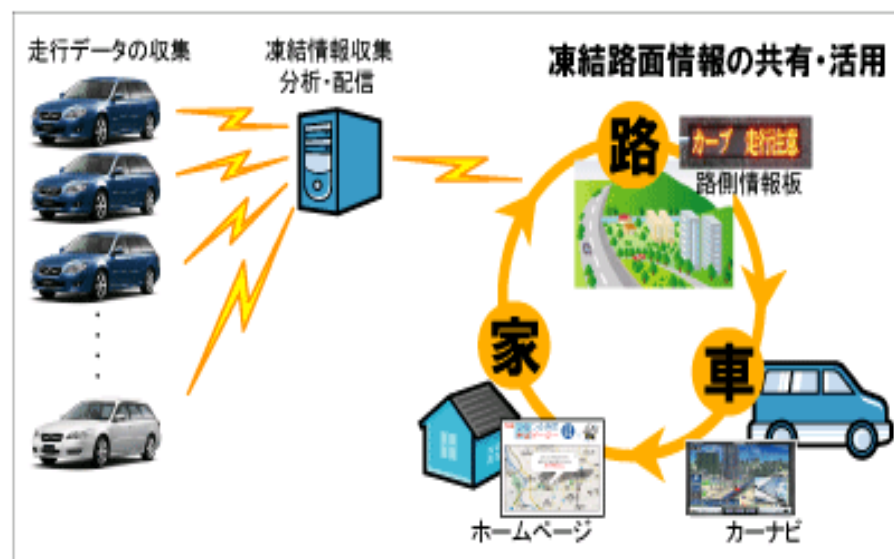 走行データの収集
凍結情報収集
分析・配信
凍結路面情報の共有・活用
路
カーブ 走行注意
路側情報板
家
車
ホームページ
カーナビ